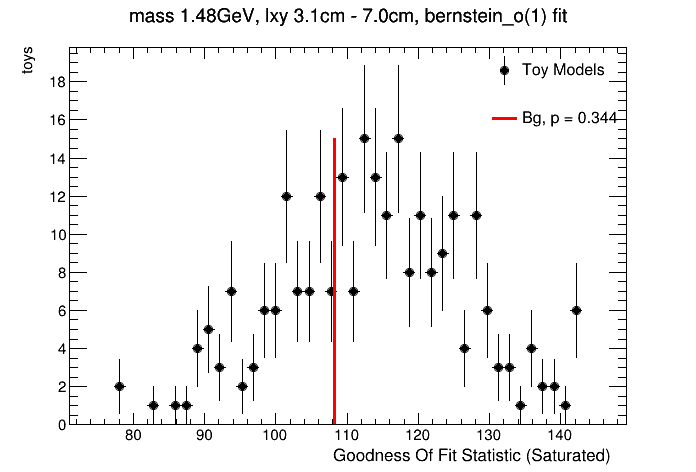 mass 1.48GeV, lxy 3.1cm - 7.0cm, bernstein_o(1) fit
toys
Toy Models
Bg, p = 0.344
18
16
14
12
10
8
6
4
2
0
80 90 100 110 120 130 140
Goodness Of Fit Statistic (Saturated)